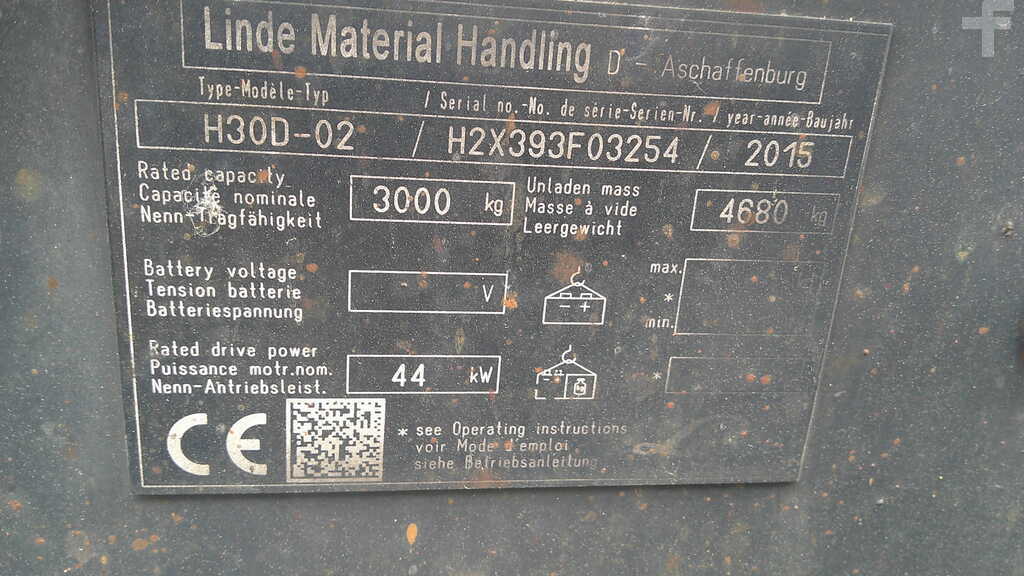 Linde Material Handling D - Aschaffenburg
Type-Modèle-Typ / Serial no.-No. de série-Serien-Nr. / year-année-Baujahr
H30D-02 / H2X393F03254 / 2015
Rated capacity
Capacité nominale
Nenn-Tragfähigkeit
3000 kg
Unladen mass
Masse à vide
Leergewicht
4680 kg
Battery voltage
Tension batterie
Batteriespannung
V
max.
*
min.
Rated drive power
Puissance motr.nom.
Nenn-Antriebsleist.
44 kW
*
CE
* see Operating instructions
voir Mode d'emploi
siehe Betriebsanleitung
f